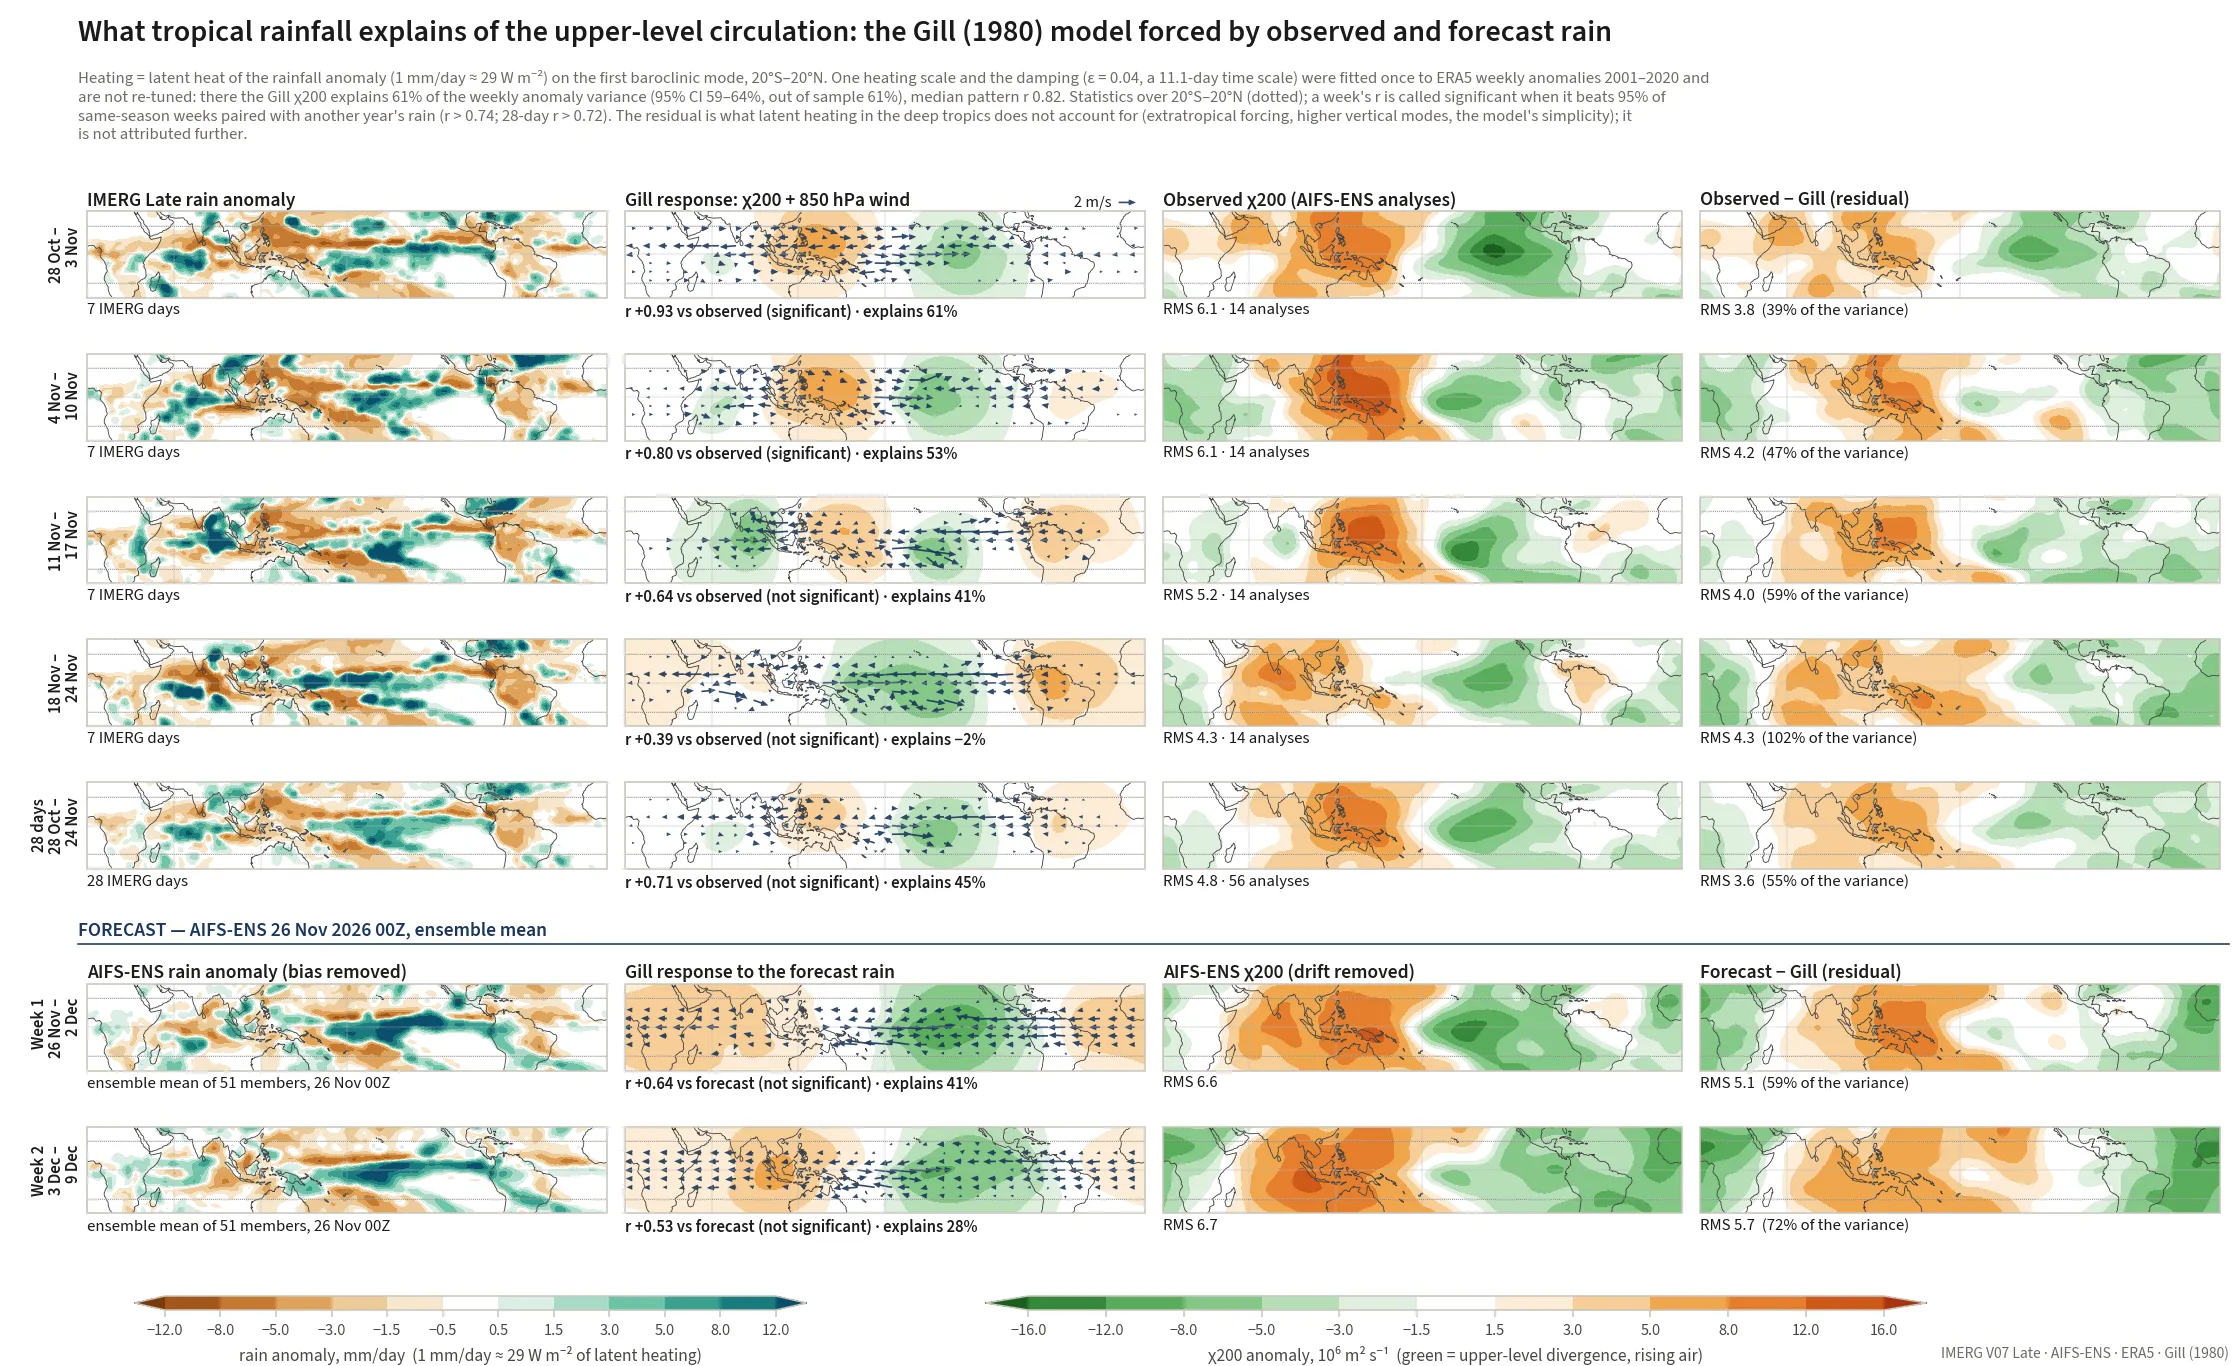 What tropical rainfall explains of the upper-level circulation: the Gill (1980) model forced by observed and forecast rain
Heating = latent heat of the rainfall anomaly (1 mm/day ≈ 29 W m⁻²) on the first baroclinic mode, 20°S–20°N. One heating scale and the damping (ε = 0.04, a 11.1-day time scale) were fitted once to ERA5 weekly anomalies 2001–2020 and
are not re-tuned: there the Gill χ200 explains 61% of the weekly anomaly variance (95% CI 59–64%, out of sample 61%), median pattern r 0.82. Statistics over 20°S–20°N (dotted); a week's r is called significant when it beats 95% of
same-season weeks paired with another year's rain (r > 0.74; 28-day r > 0.72). The residual is what latent heating in the deep tropics does not account for (extratropical forcing, higher vertical modes, the model's simplicity); it
is not attributed further.
IMERG Late rain anomaly
Gill response: χ200 + 850 hPa wind
2 m/s
Observed χ200 (AIFS-ENS analyses)
Observed − Gill (residual)
28 Oct –
3 Nov
7 IMERG days
r +0.93 vs observed (significant) · explains 61%
RMS 6.1 · 14 analyses
RMS 3.8 (39% of the variance)
4 Nov –
10 Nov
7 IMERG days
r +0.80 vs observed (significant) · explains 53%
RMS 6.1 · 14 analyses
RMS 4.2 (47% of the variance)
11 Nov –
17 Nov
7 IMERG days
r +0.64 vs observed (not significant) · explains 41%
RMS 5.2 · 14 analyses
RMS 4.0 (59% of the variance)
18 Nov –
24 Nov
7 IMERG days
r +0.39 vs observed (not significant) · explains −2%
RMS 4.3 · 14 analyses
RMS 4.3 (102% of the variance)
28 days
28 Oct –
24 Nov
28 IMERG days
r +0.71 vs observed (not significant) · explains 45%
RMS 4.8 · 56 analyses
RMS 3.6 (55% of the variance)
FORECAST — AIFS-ENS 26 Nov 2026 00Z, ensemble mean
AIFS-ENS rain anomaly (bias removed)
Gill response to the forecast rain
AIFS-ENS χ200 (drift removed)
Forecast − Gill (residual)
Week 1
26 Nov –
2 Dec
ensemble mean of 51 members, 26 Nov 00Z
r +0.64 vs forecast (not significant) · explains 41%
RMS 6.6
RMS 5.1 (59% of the variance)
Week 2
3 Dec –
9 Dec
ensemble mean of 51 members, 26 Nov 00Z
r +0.53 vs forecast (not significant) · explains 28%
RMS 6.7
RMS 5.7 (72% of the variance)
−12.0 −8.0 −5.0 −3.0 −1.5 −0.5 0.5 1.5 3.0 5.0 8.0 12.0
rain anomaly, mm/day (1 mm/day ≈ 29 W m⁻² of latent heating)
−16.0 −12.0 −8.0 −5.0 −3.0 −1.5 1.5 3.0 5.0 8.0 12.0 16.0
χ200 anomaly, 10⁶ m² s⁻¹ (green = upper-level divergence, rising air)
IMERG V07 Late · AIFS-ENS · ERA5 · Gill (1980)